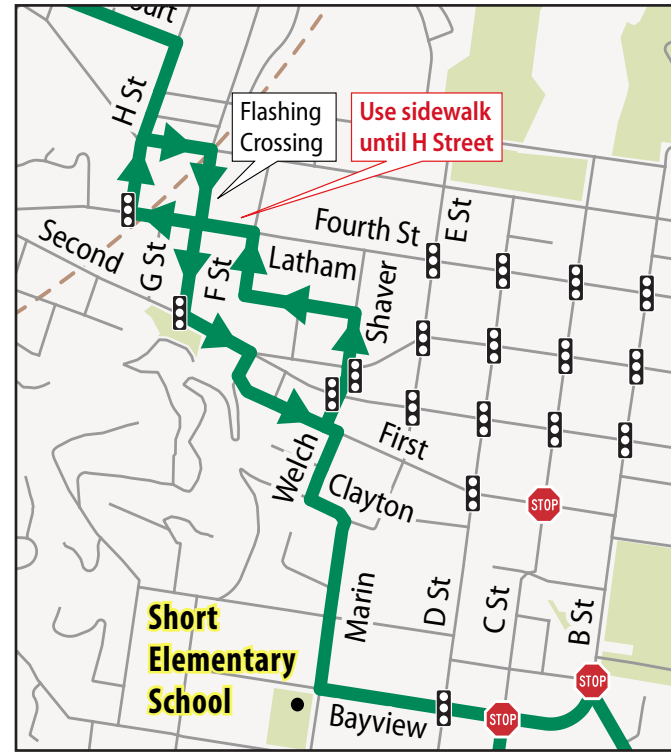 H St
Flashing
Crossing
Use sidewalk
until H Street
Second
G St
F St
Latham
Fourth St
E St
Shaver
First
Welch
Clayton
Marin
D St
C St
B St
STOP
Short
Elementary
School
Bayview
STOP
STOP